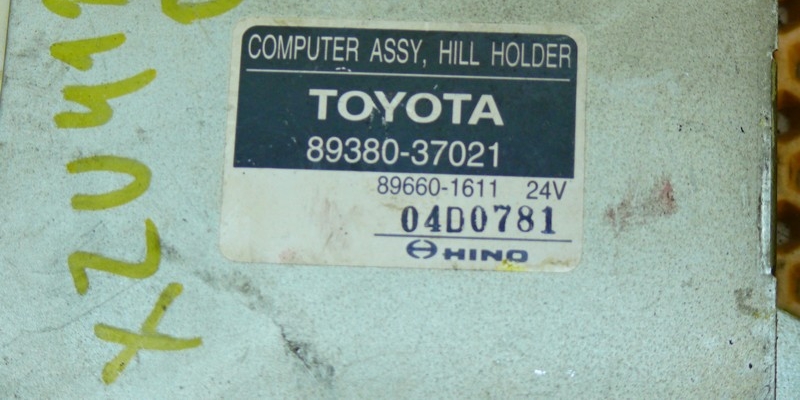 COMPUTER ASSY, HILL HOLDER
TOYOTA
89380-37021
89660-1611 24V
04D0781
HINO